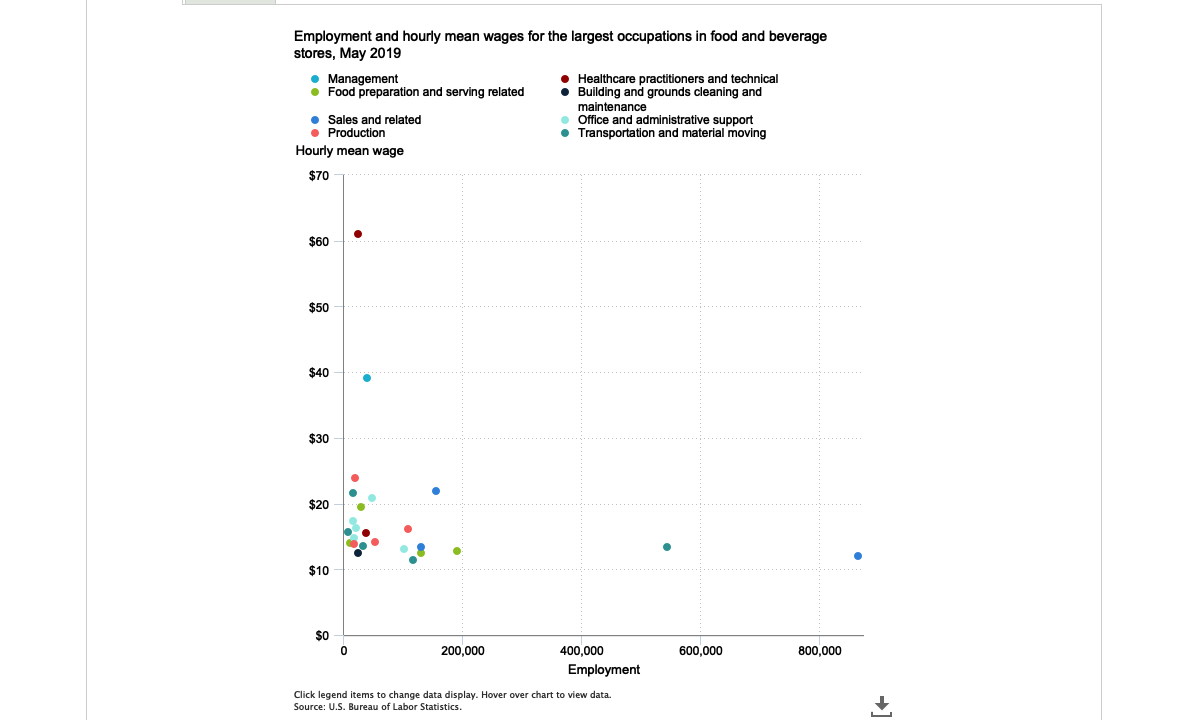 Employment and hourly mean wages for the largest occupations in food and beverage
stores, May 2019
Management
Food preparation and serving related
Sales and related
Production
Healthcare practitioners and technical
Building and grounds cleaning and
maintenance
Office and administrative support
Transportation and material moving
Hourly mean wage
$70
$60
$50
$40
$30
$20
$10
$0
0
200,000
400,000
600,000
800,000
Employment
Click legend items to change data display. Hover over chart to view data.
Source: U.S. Bureau of Labor Statistics.